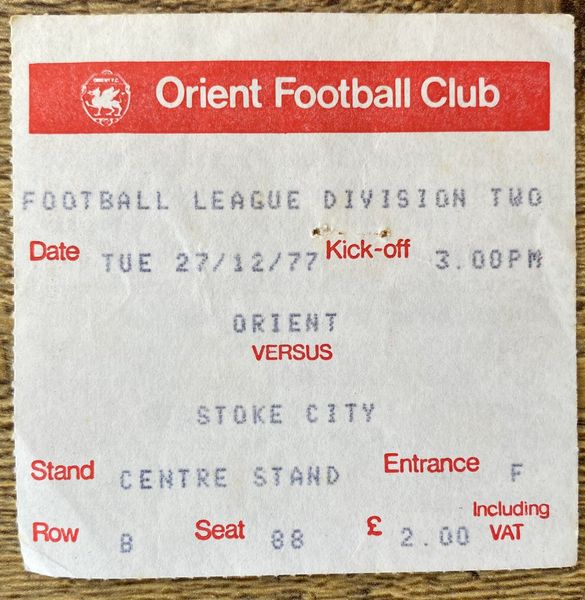 ORIENT F.C.
Orient Football Club
FOOTBALL LEAGUE DIVISION TWO
Date TUE 27/12/77 Kick-off 3.00PM
ORIENT
VERSUS
STOKE CITY
Stand CENTRE STAND Entrance F
Row B Seat 88 £ 2.00 Including VAT